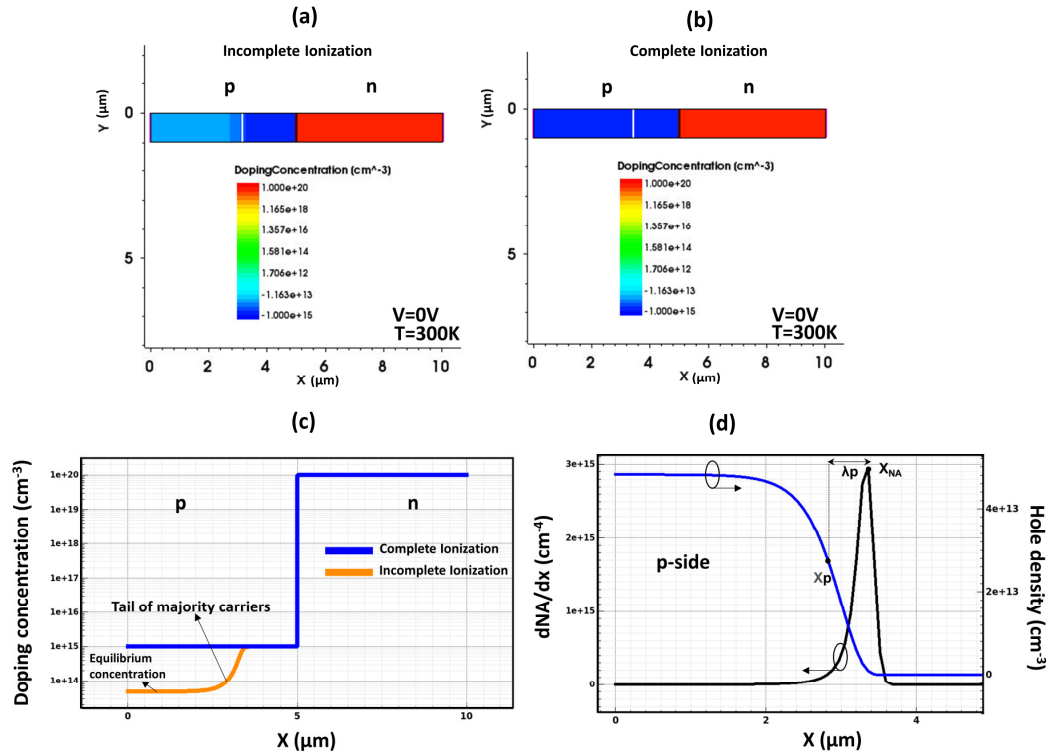 (a)
Incomplete Ionization
p n
Y (µm)
0
5
DopingConcentration (cm^-3)
1.000e+20
1.165e+18
1.357e+16
1.581e+14
1.706e+12
-1.163e+13
-1.000e+15
V=0V
T=300K
0 2 4 6 8 10
X (µm)
(b)
Complete Ionization
p n
Y (µm)
0
5
DopingConcentration (cm^-3)
1.000e+20
1.165e+18
1.357e+16
1.581e+14
1.706e+12
-1.163e+13
-1.000e+15
V=0V
T=300K
0 2 4 6 8 10
X (µm)
(c)
Doping concentration (cm-3)
1e+20
1e+19
1e+18
1e+17
1e+16
1e+15
1e+14
p n
Complete Ionization
Incomplete Ionization
Tail of majority carriers
Equilibrium
concentration
0 5 10
X (µm)
(d)
dNA/dx (cm-4)
3e+15
2e+15
1e+15
0
λp
XNA
p-side
Xp
4e+13
2e+13
0
Hole density (cm-3)
0 2 4
X (µm)